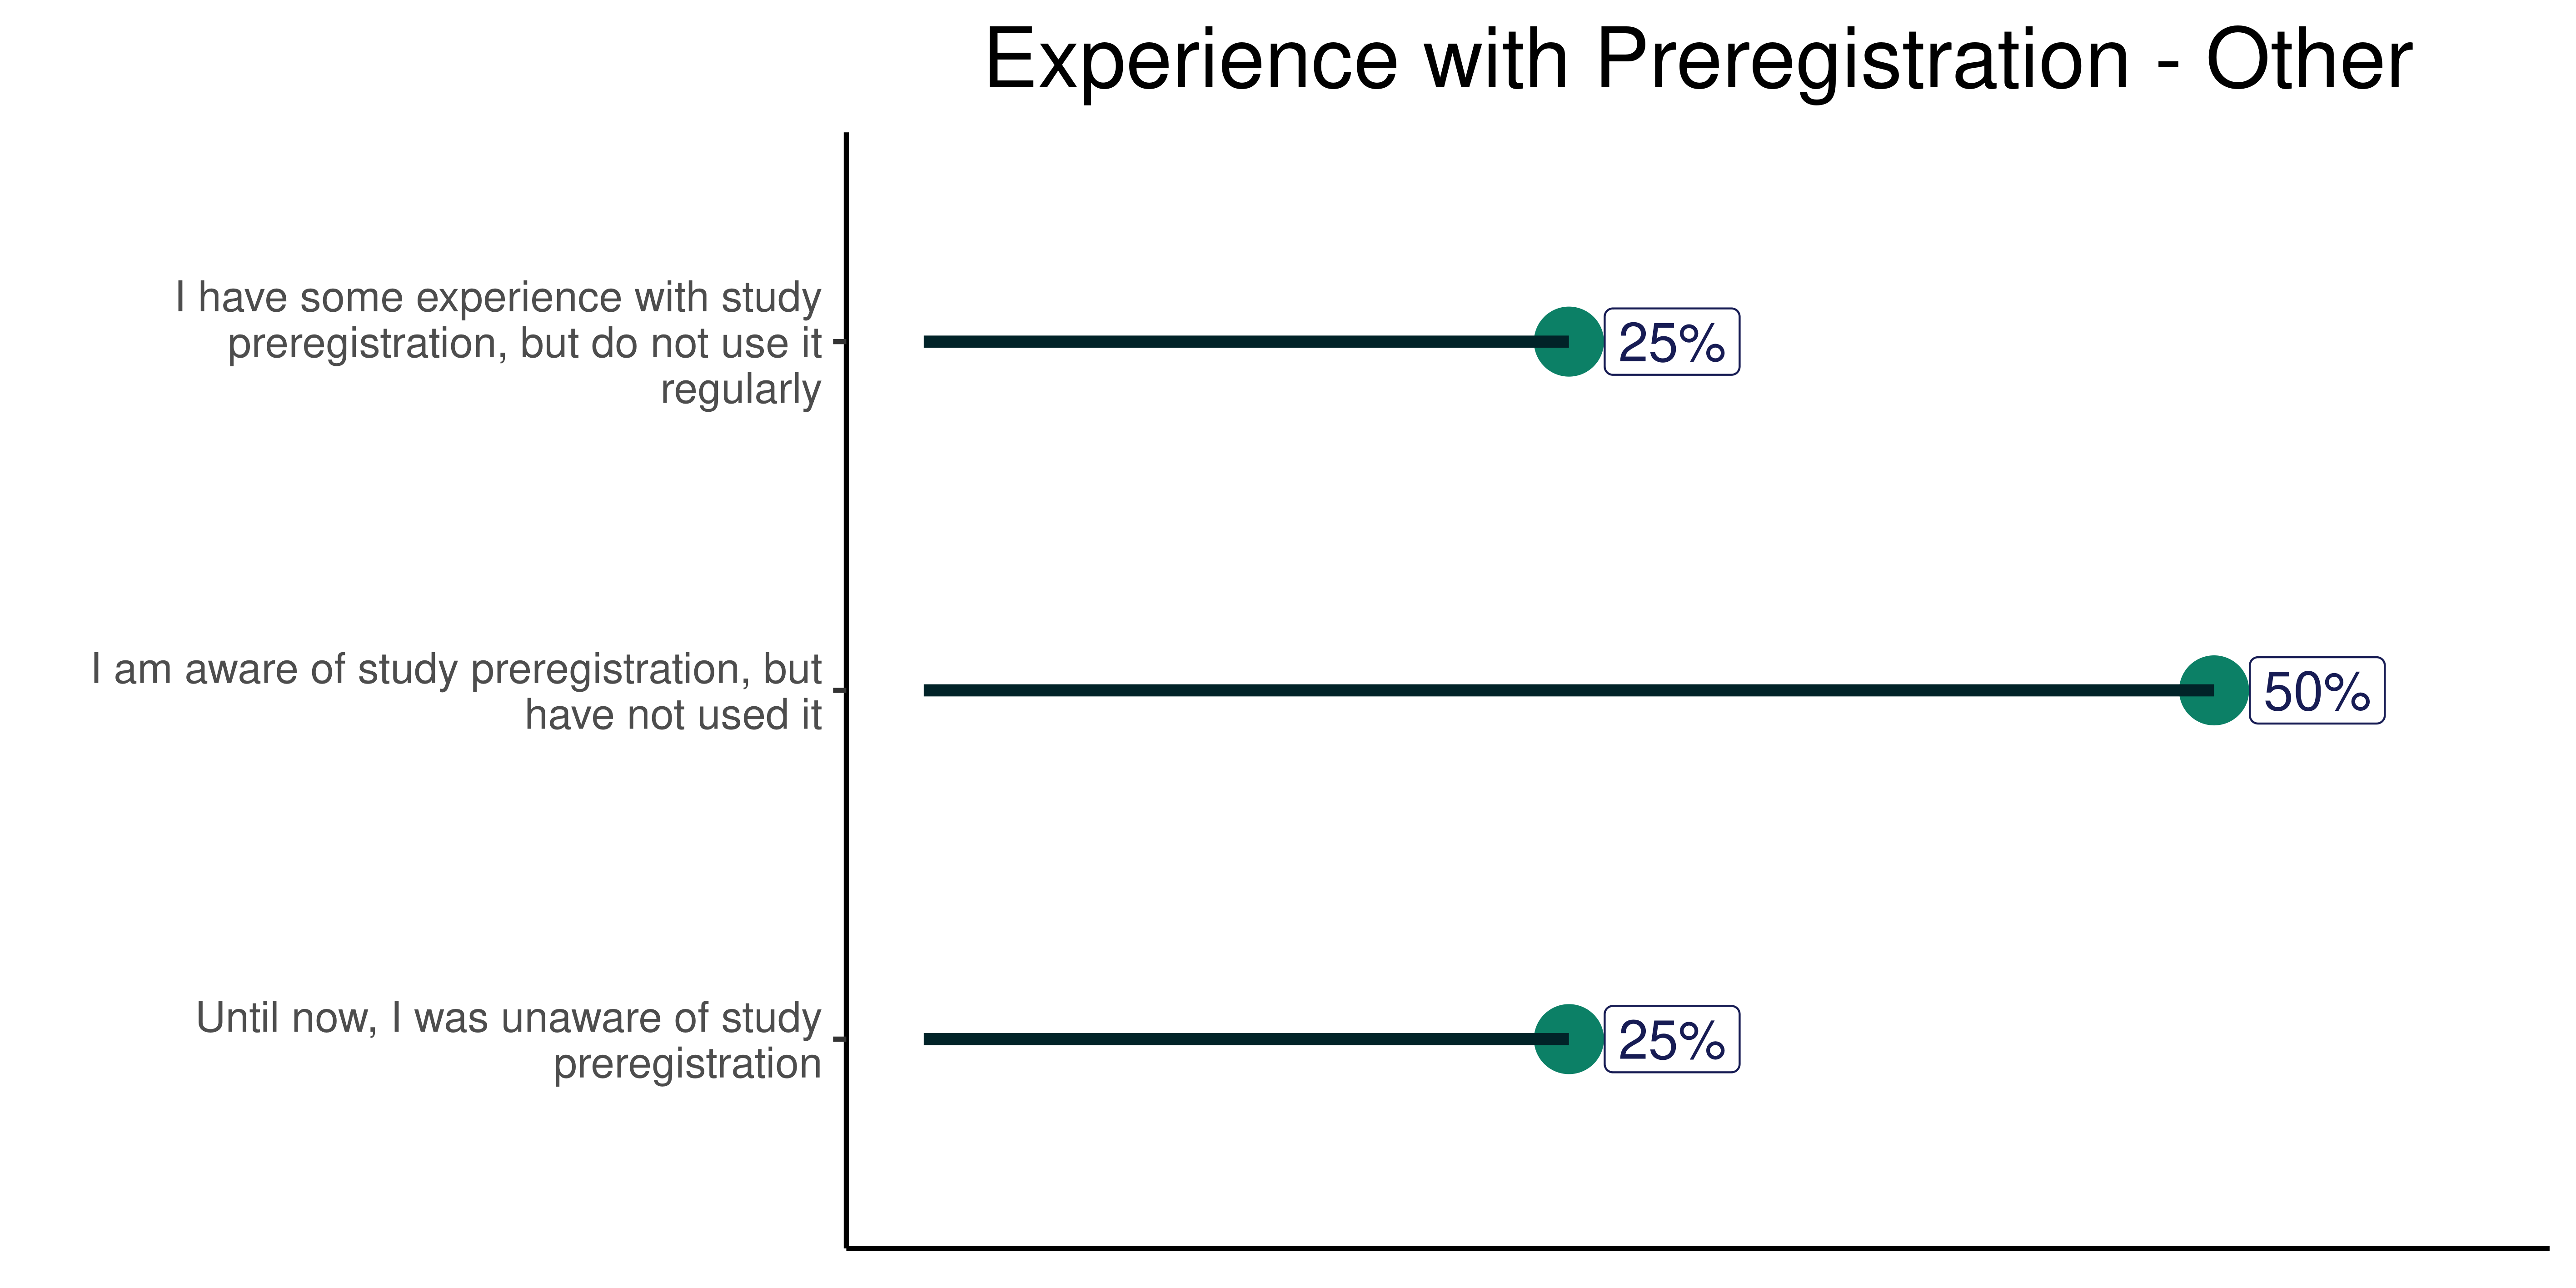 Experience with Preregistration - Other
I have some experience with study
preregistration, but do not use it
regularly
25%
I am aware of study preregistration, but
have not used it
50%
Until now, I was unaware of study
preregistration
25%